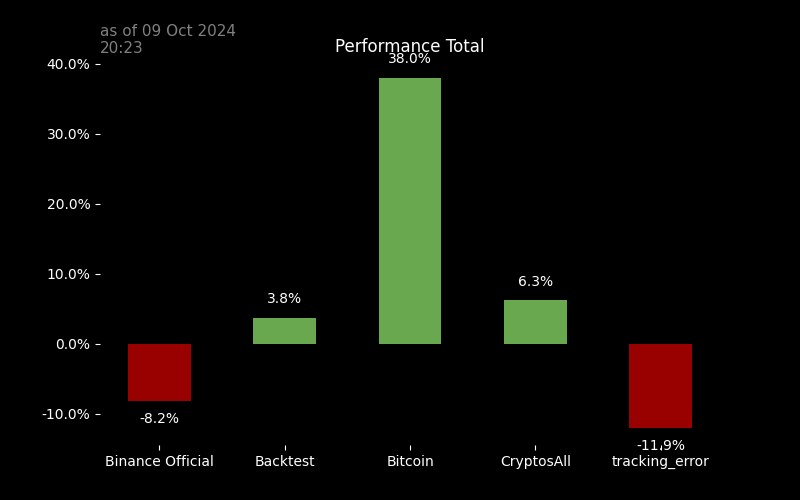 as of 09 Oct 2024
20:23
Performance Total
40.0%
30.0%
20.0%
10.0%
0.0%
-10.0%
-8.2%
3.8%
38.0%
6.3%
-11.9%
Binance Official
Backtest
Bitcoin
CryptosAll
tracking_error